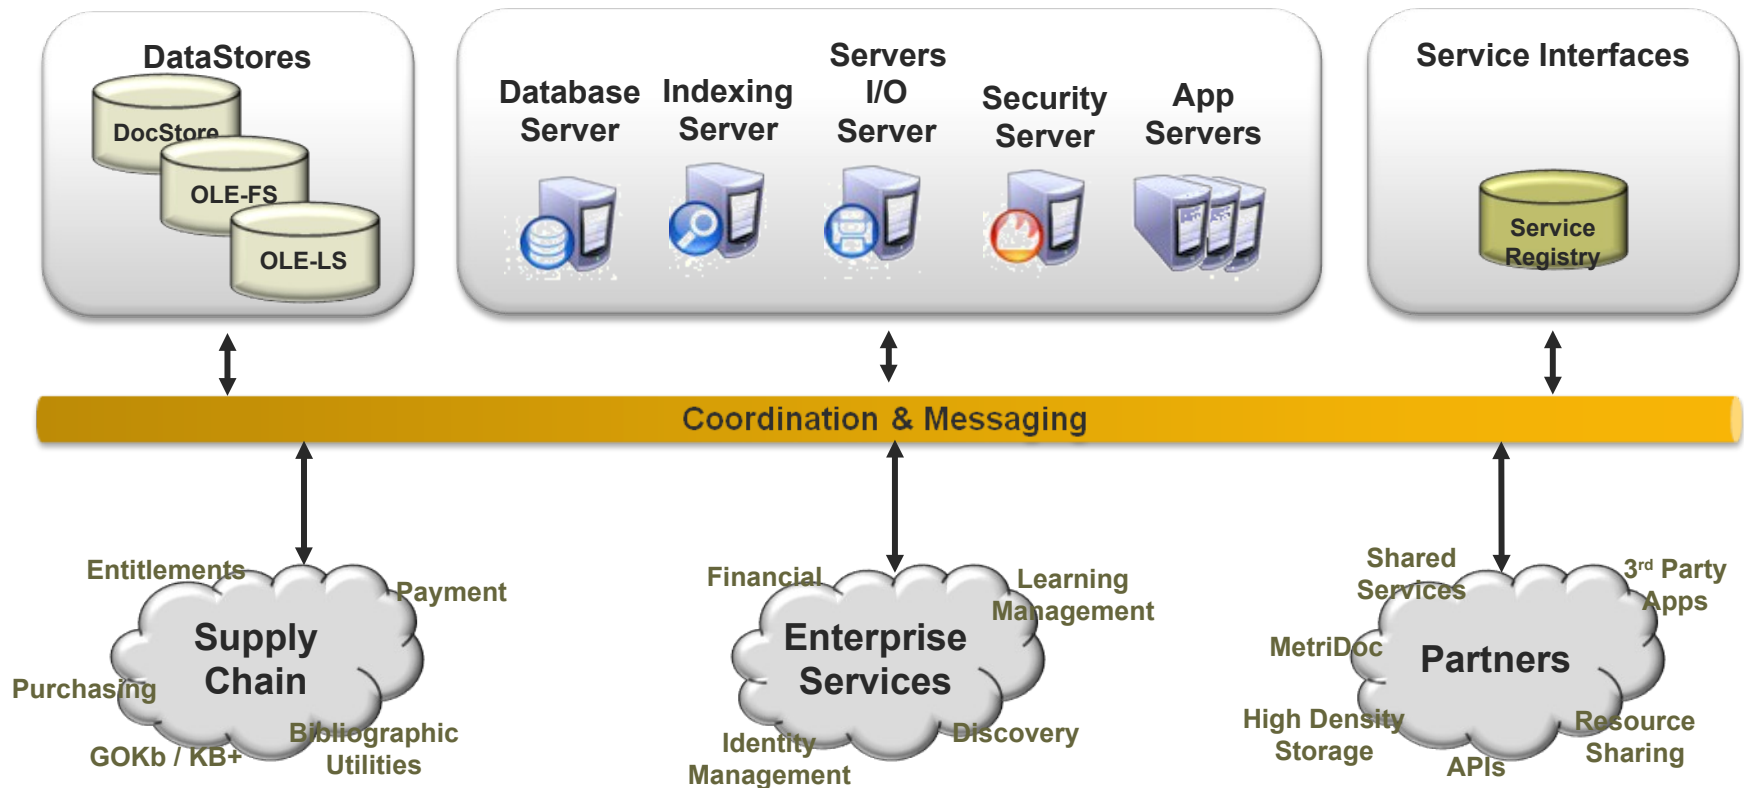 DataStores
DocStore
OLE-FS
OLE-LS
Servers
Database
Server
Indexing
Server
I/O
Server
Security
Server
App
Servers
Service Interfaces
Service
Registry
Coordination & Messaging
Entitlements
Payment
Supply
Chain
Purchasing
GOKb / KB+
Bibliographic
Utilities
Financial
Learning
Management
Enterprise
Services
Identity
Management
Discovery
Shared
Services
3rd Party
Apps
MetriDoc
Partners
High Density
Storage
APIs
Resource
Sharing